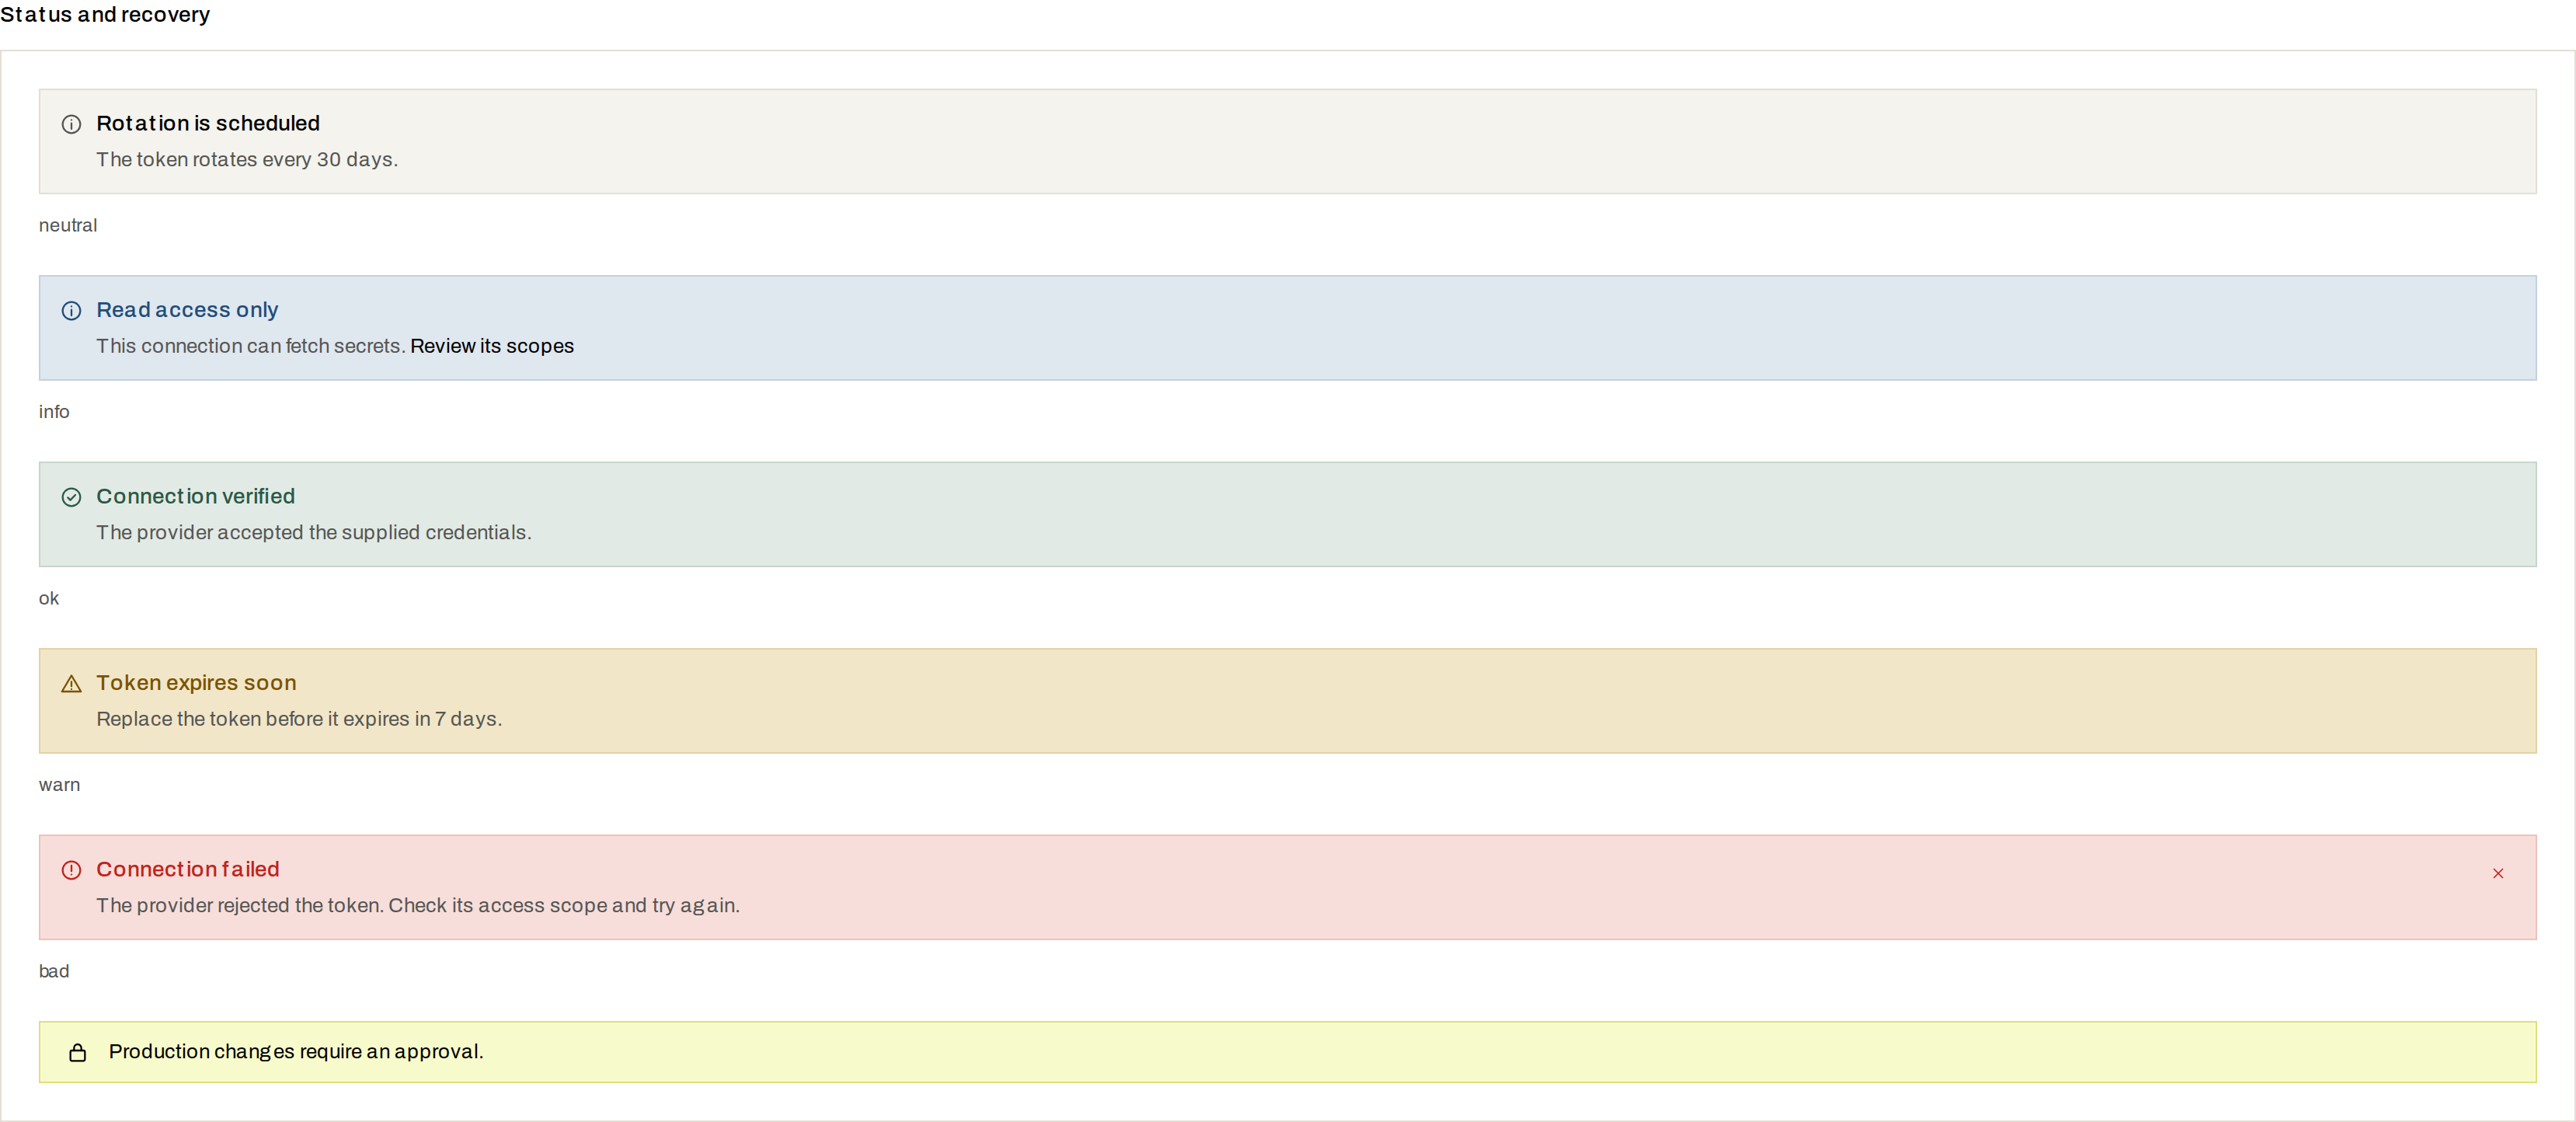 Status and recovery
Rotation is scheduled
The token rotates every 30 days.
neutral
Read access only
This connection can fetch secrets. Review its scopes
info
Connection verified
The provider accepted the supplied credentials.
ok
Token expires soon
Replace the token before it expires in 7 days.
warn
Connection failed
The provider rejected the token. Check its access scope and try again.
bad
Production changes require an approval.